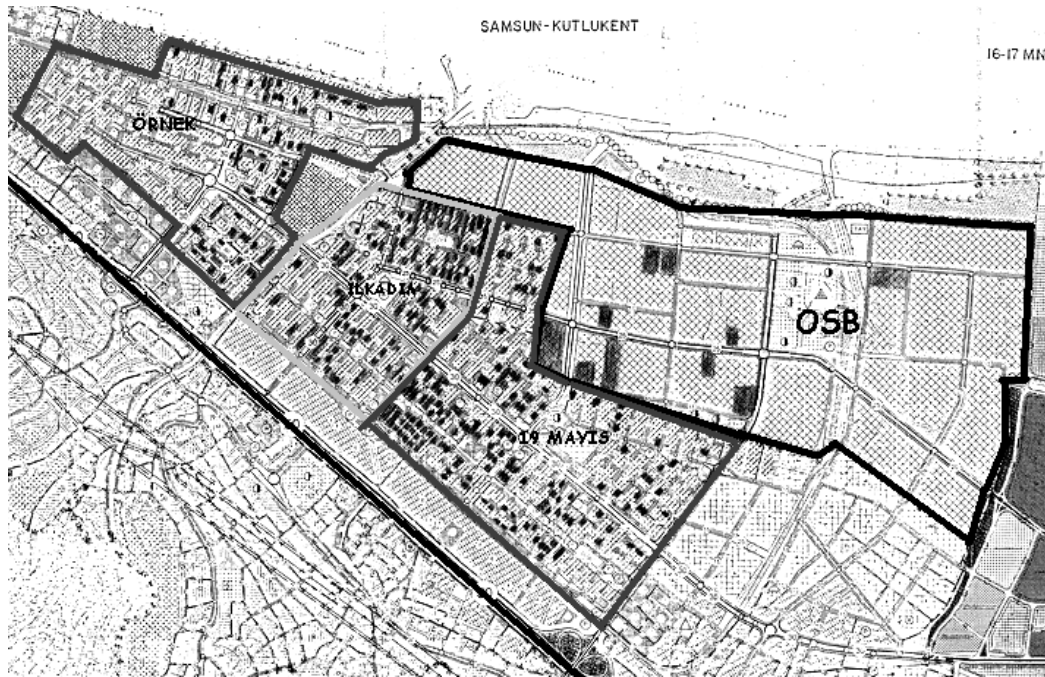 SAMSUN-KUTLUKENT
16-17 MN
ÖRNEK
İLKADIM
OSB
19 MAYIS